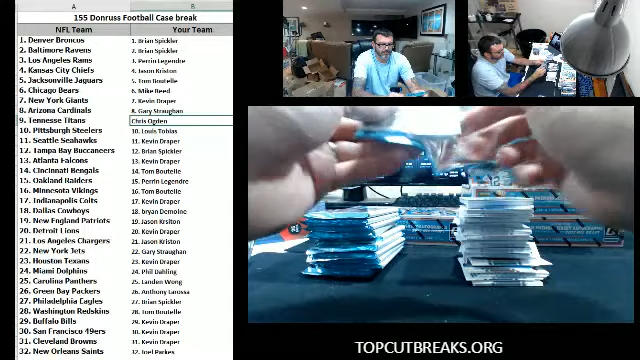 A B
155 Donruss Football Case break
NFL Team Your Team
1. Denver Broncos 1. Brian Spickler
2. Baltimore Ravens 2. Brian Spickler
3. Los Angeles Rams 3. Perrin Legendre
4. Kansas City Chiefs 4. Jason Kriston
5. Jacksonville Jaguars 5. Tom Boutelle
6. Chicago Bears 6. Mike Reed
7. New York Giants 7. Kevin Draper
8. Arizona Cardinals 8. Gary Straughan
9. Tennesse Titans Chris Ogden
10. Pittsburgh Steelers 10. Louis Tobias
11. Seattle Seahawks 11. Kevin Draper
12. Tampa Bay Buccaneers 12. Brian Spickler
13. Atlanta Falcons 13. Kevin Draper
14. Cincinnati Bengals 14. Tom Boutelle
15. Oakland Raiders 15. Perrin Legendre
16. Minnesota Vikings 16. Tom Boutelle
17. Indianapolis Colts 17. Kevin Draper
18. Dallas Cowboys 18. bryan Demoine
19. New England Patriots 19. Jason Krsiton
20. Detroit Lions 20. Kevin Draper
21. Los Angeles Chargers 21. Jason Kriston
22. New York Jets 22. Gary Straughan
23. Houston Texans 23. Kevin Draper
24. Miami Dolphins 24. Phil Dahling
25. Carolina Panthers 25. Landen Wong
26. Green Bay Packers 26. Anthony Larossa
27. Philadelphia Eagles 27. Brian Spickler
28. Washington Redskins 28. Tom Boutelle
29. Buffalo Bills 29. Kevin Draper
30. San Francisco 49ers 30. Kevin Draper
31. Cleveland Browns 31. Kevin Draper
32. New Orleans Saints 32. Joel Parkes
TOPCUTBREAKS.ORG